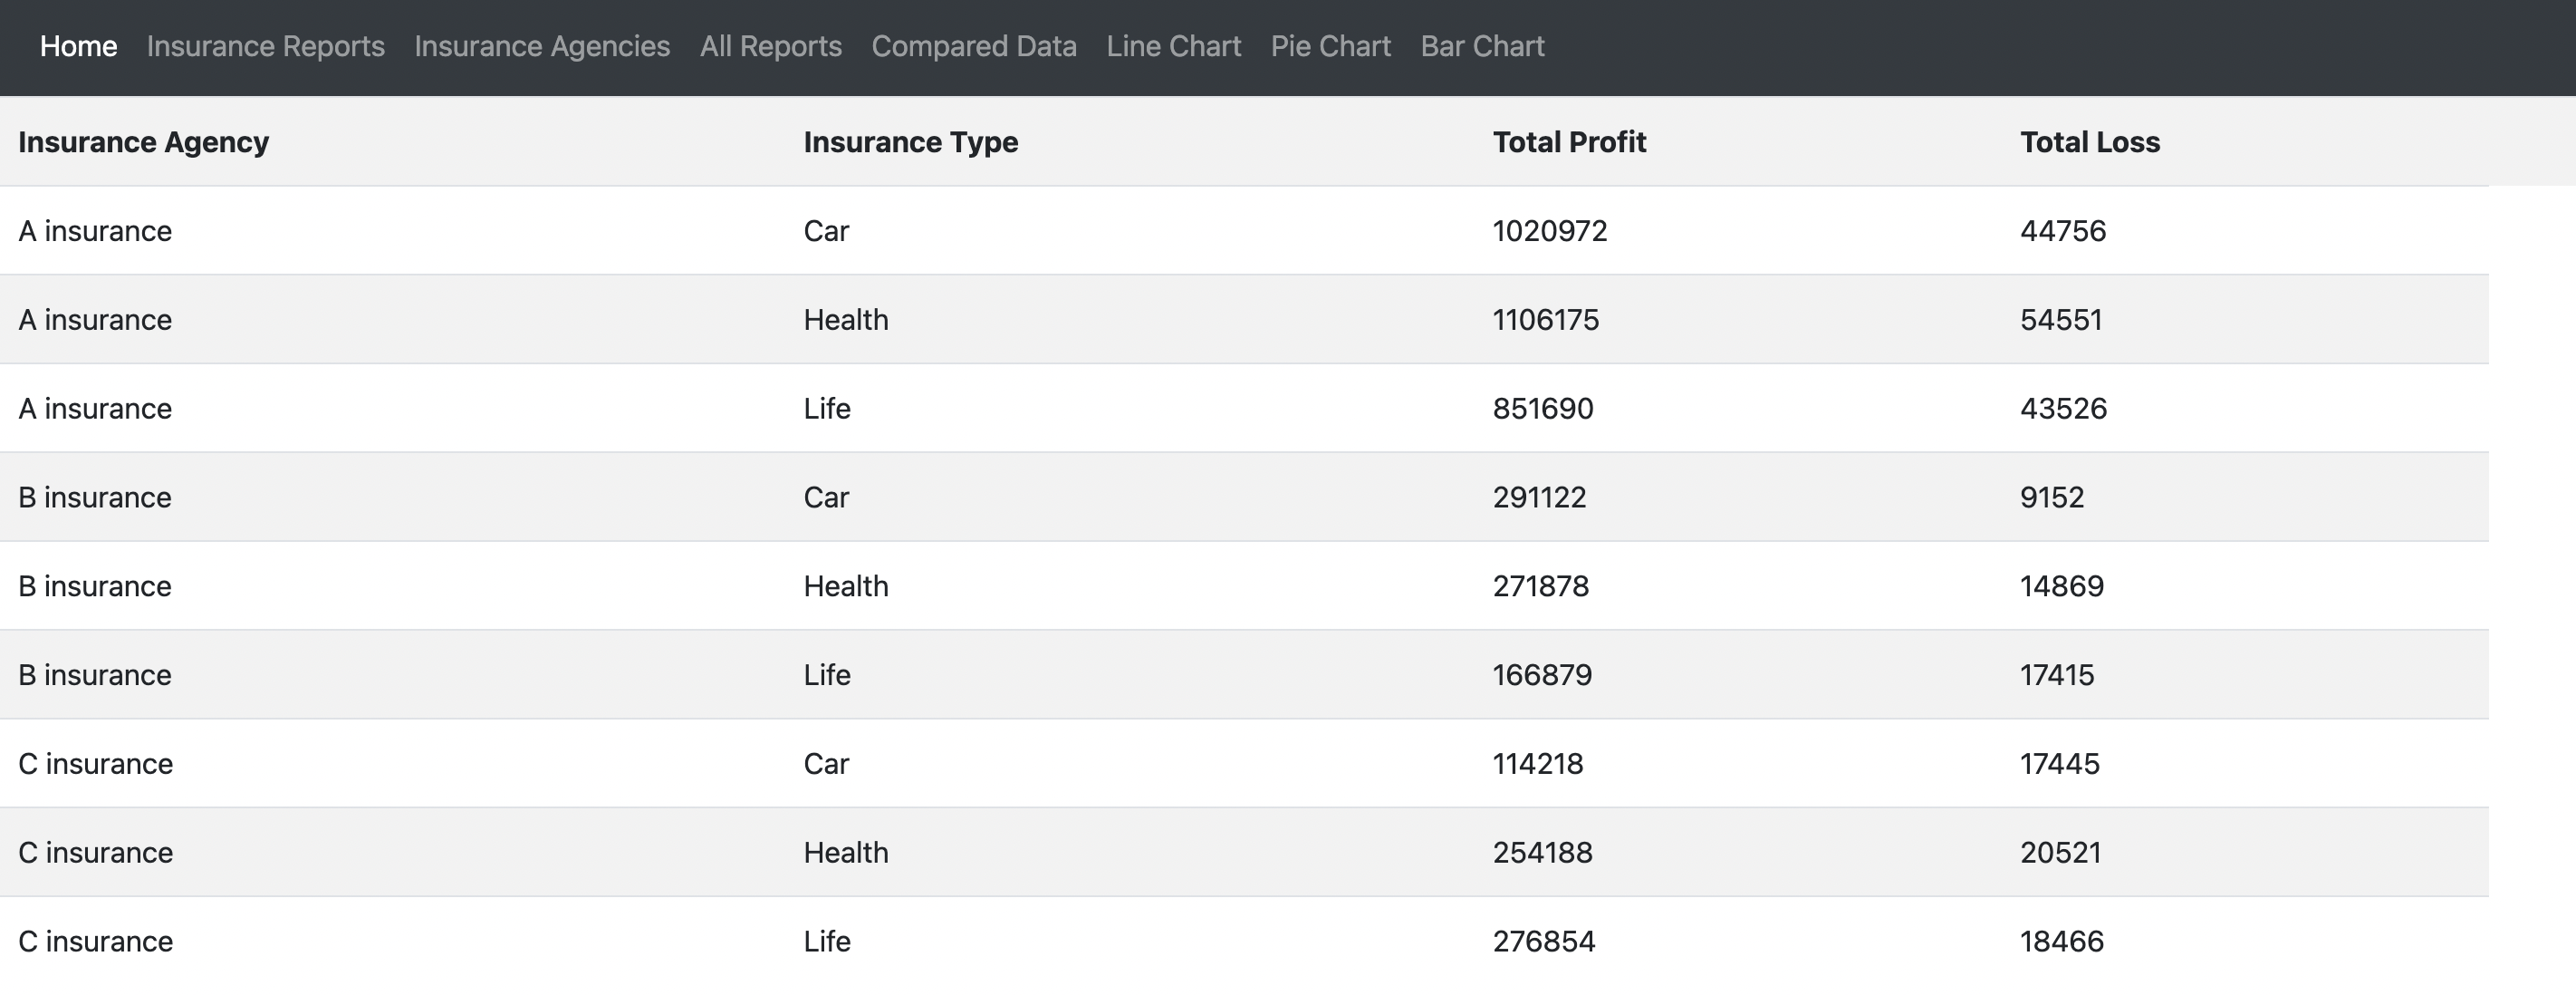 Home Insurance Reports Insurance Agencies All Reports Compared Data Line Chart Pie Chart Bar Chart
Insurance Agency Insurance Type Total Profit Total Loss
A insurance Car 1020972 44756
A insurance Health 1106175 54551
A insurance Life 851690 43526
B insurance Car 291122 9152
B insurance Health 271878 14869
B insurance Life 166879 17415
C insurance Car 114218 17445
C insurance Health 254188 20521
C insurance Life 276854 18466